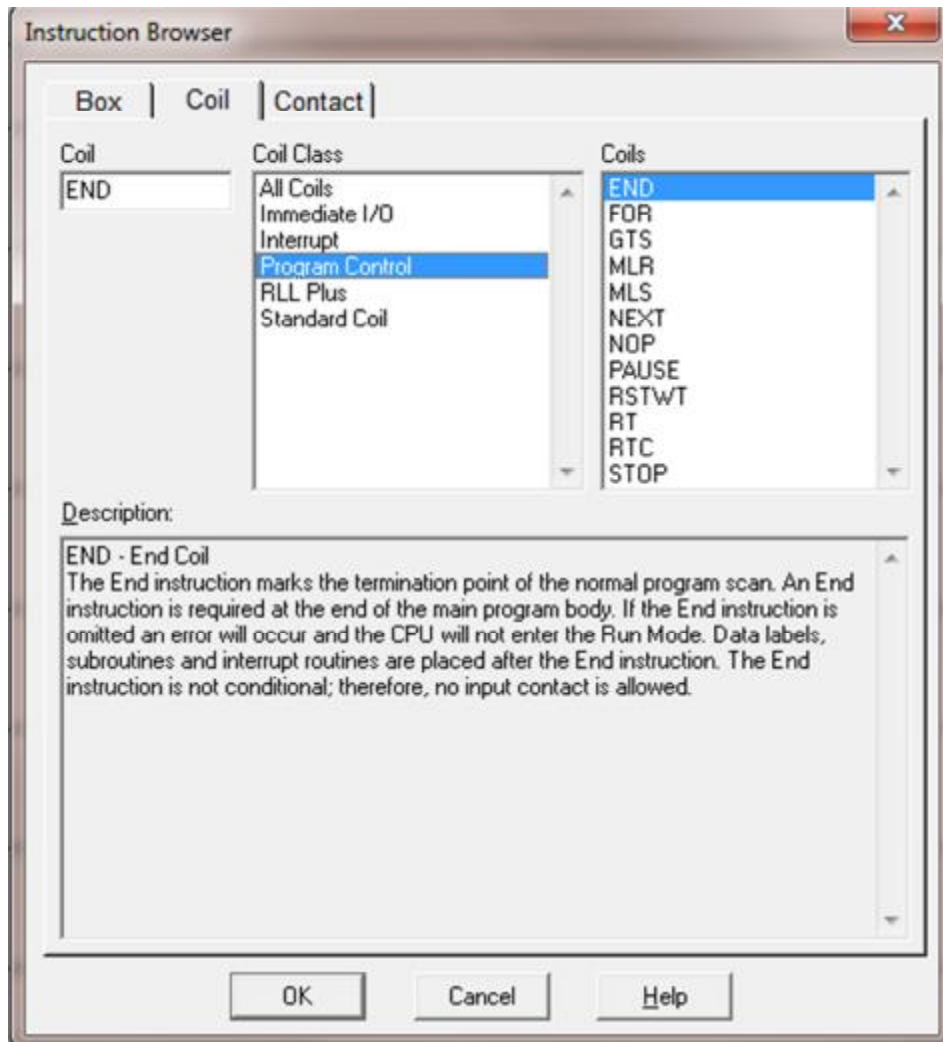 Instruction Browser
Box
Coil
Contact
Coil
END
Coil Class
All Coils
Immediate I/O
Interrupt
Program Control
RLL Plus
Standard Coil
Coils
END
FOR
GTS
MLR
MLS
NEXT
NOP
PAUSE
RSTWT
RT
RTC
STOP
Description:
END - End Coil
The End instruction marks the termination point of the normal program scan. An End
instruction is required at the end of the main program body. If the End instruction is
omitted an error will occur and the CPU will not enter the Run Mode. Data labels,
subroutines and interrupt routines are placed after the End instruction. The End
instruction is not conditional; therefore, no input contact is allowed.
OK
Cancel
Help